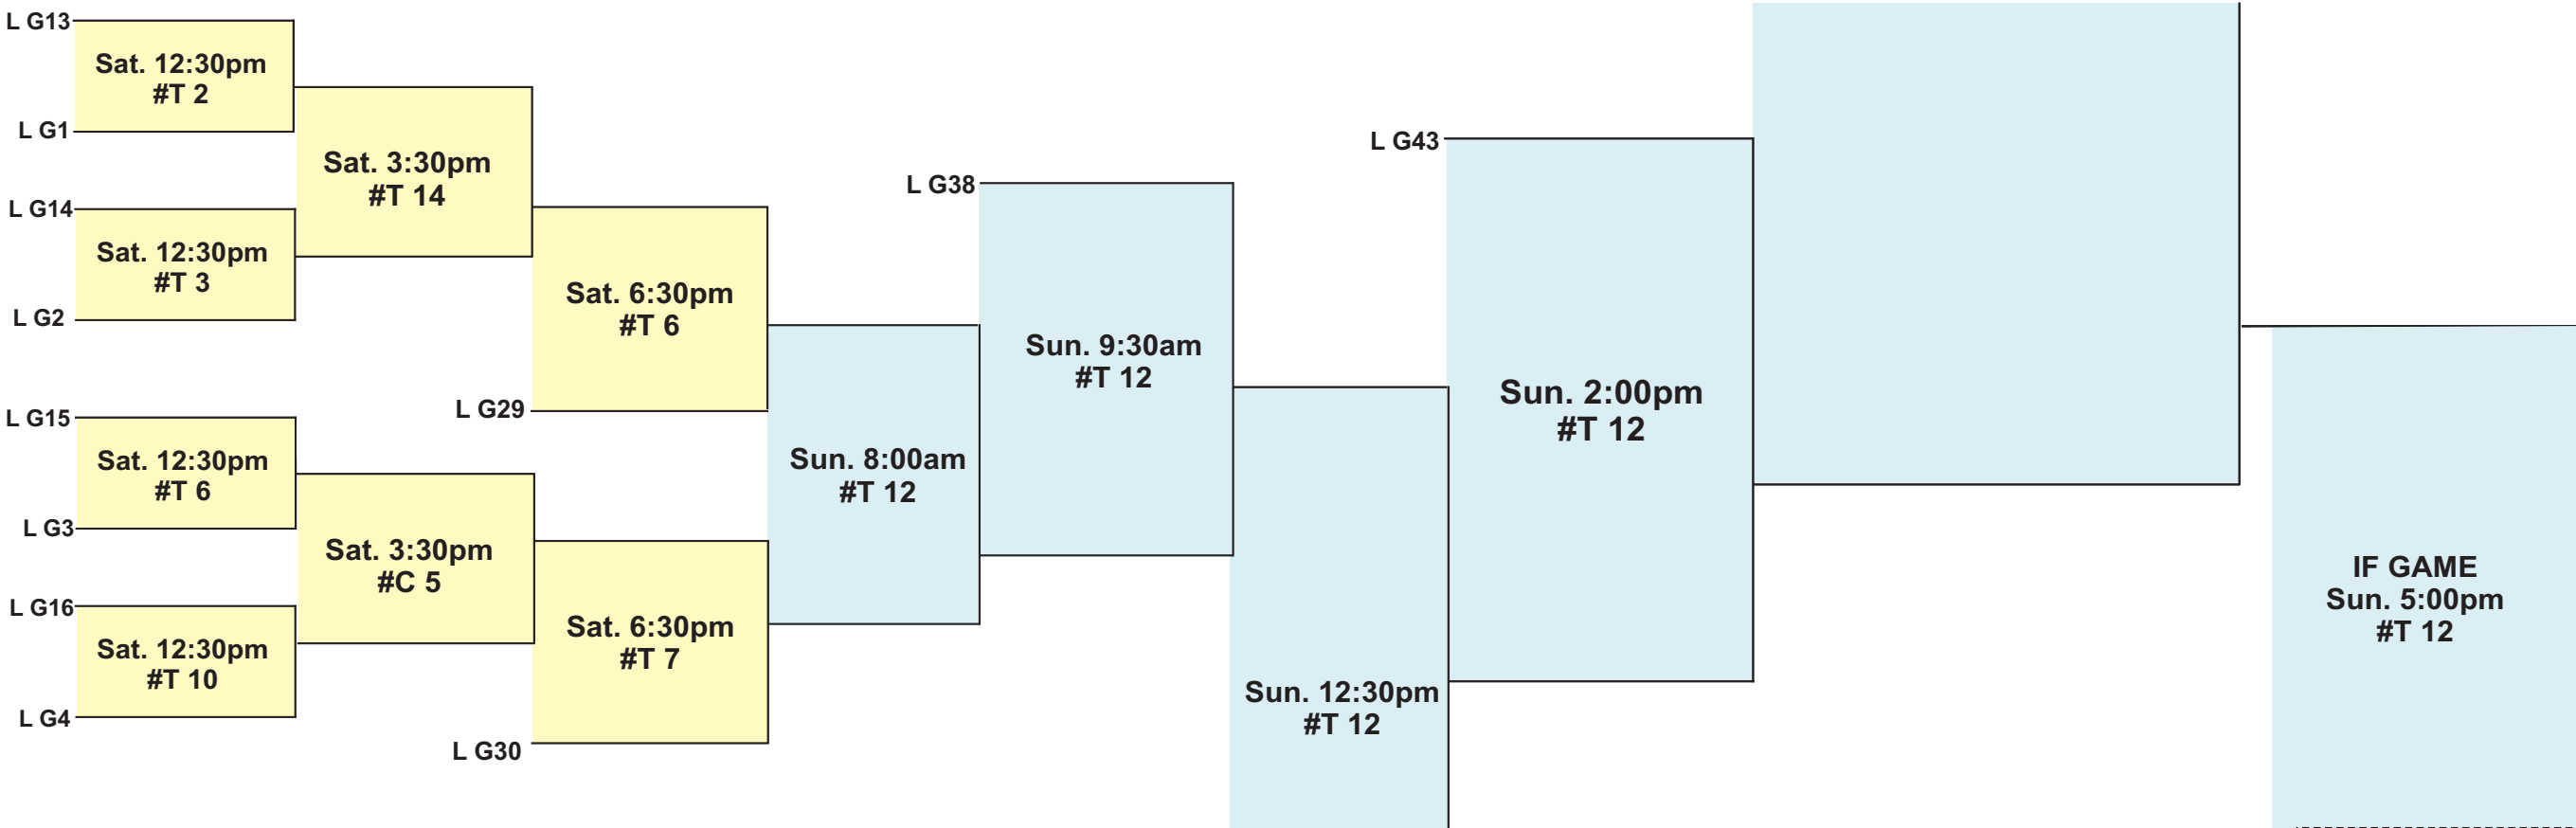 L G13
Sat. 12:30pm
#T 2
L G1
Sat. 3:30pm
#T 14
L G14
Sat. 12:30pm
#T 3
L G2
Sat. 6:30pm
#T 6
L G29
L G15
Sat. 12:30pm
#T 6
L G3
Sat. 3:30pm
#C 5
L G16
Sat. 12:30pm
#T 10
L G4
Sat. 6:30pm
#T 7
L G30
Sun. 8:00am
#T 12
L G38
Sun. 9:30am
#T 12
Sun. 12:30pm
#T 12
L G43
Sun. 2:00pm
#T 12
IF GAME
Sun. 5:00pm
#T 12